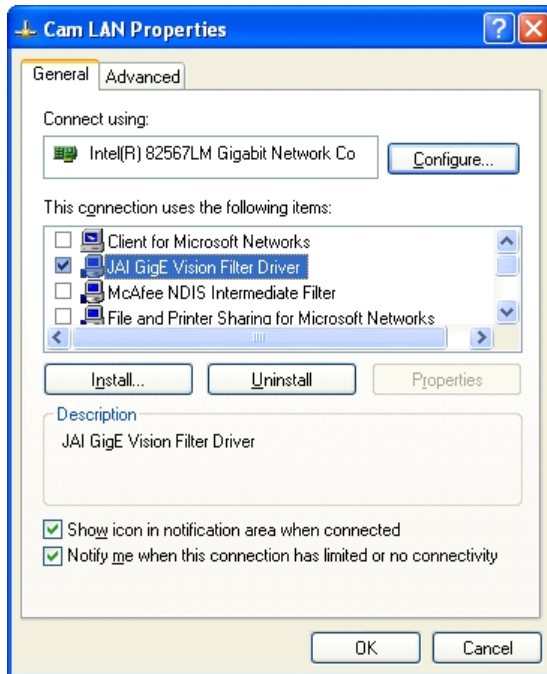 Cam LAN Properties
General Advanced
Connect using:
Intel(R) 82567LM Gigabit Network Co
Configure...
This connection uses the following items:
Client for Microsoft Networks
JAI GigE Vision Filter Driver
McAfee NDIS Intermediate Filter
File and Printer Sharing for Microsoft Networks
Install... Uninstall Properties
Description
JAI GigE Vision Filter Driver
Show icon in notification area when connected
Notify me when this connection has limited or no connectivity
OK Cancel